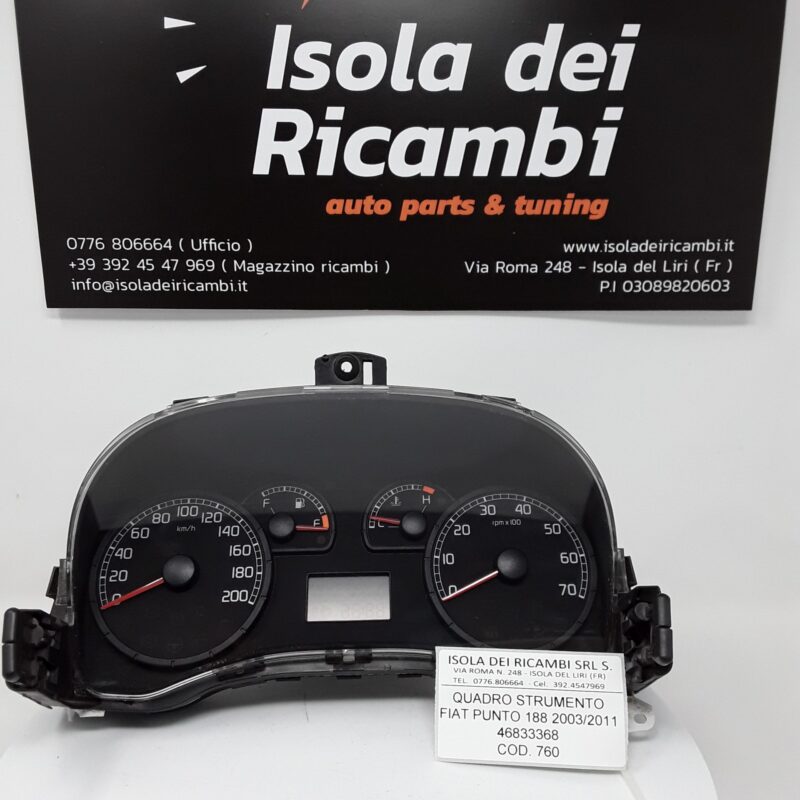 Isola dei
Ricambi
auto parts & tuning
0776 806664 ( Ufficio )
+39 392 45 47 969 ( Magazzino ricambi )
info@isoladeiricambi.it
www.isoladeiricambi.it
Via Roma 248 - Isola del Liri ( Fr )
P.I 03089820603
0 20 40 60 80 100 120 140 160 180 200
km/h
F E
C H
0 10 20 30 40 50 60 70
rpm x 100
ISOLA DEI RICAMBI SRL S.
VIA ROMA N. 248 - ISOLA DEL LIRI (FR)
TEL. 0776.806664 - Cel. 392.4547969
QUADRO STRUMENTO
FIAT PUNTO 188 2003/2011
46833368
COD. 760